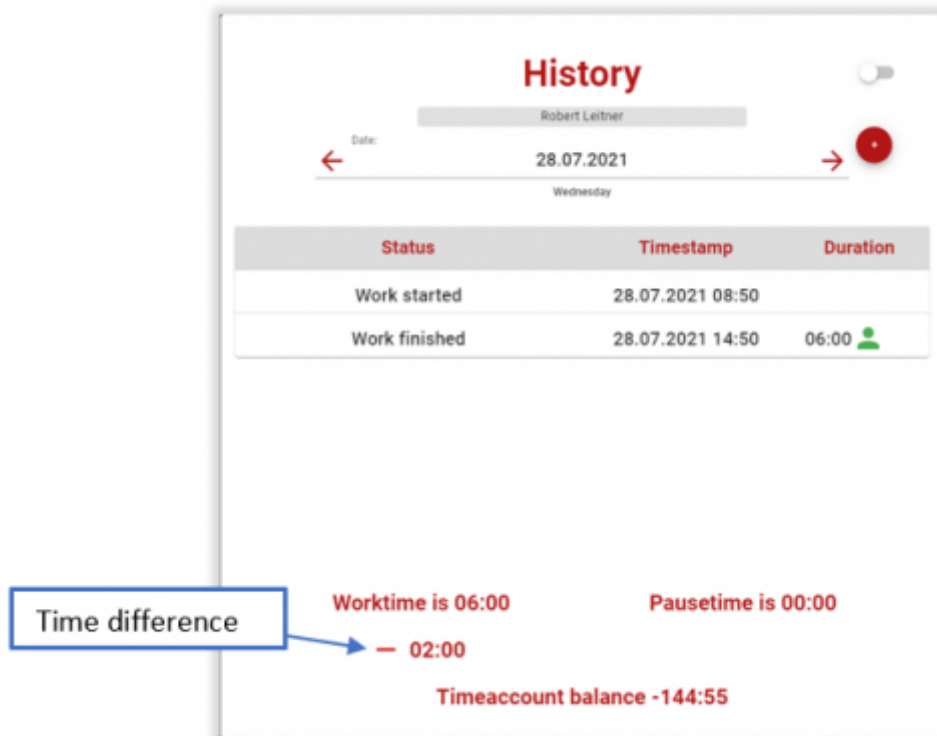 History
Robert Leitner
Date:
28.07.2021
Wednesday
Status Timestamp Duration
Work started 28.07.2021 08:50
Work finished 28.07.2021 14:50 06:00
Worktime is 06:00 Pausetime is 00:00
Time difference
— 02:00
Timeaccount balance -144:55